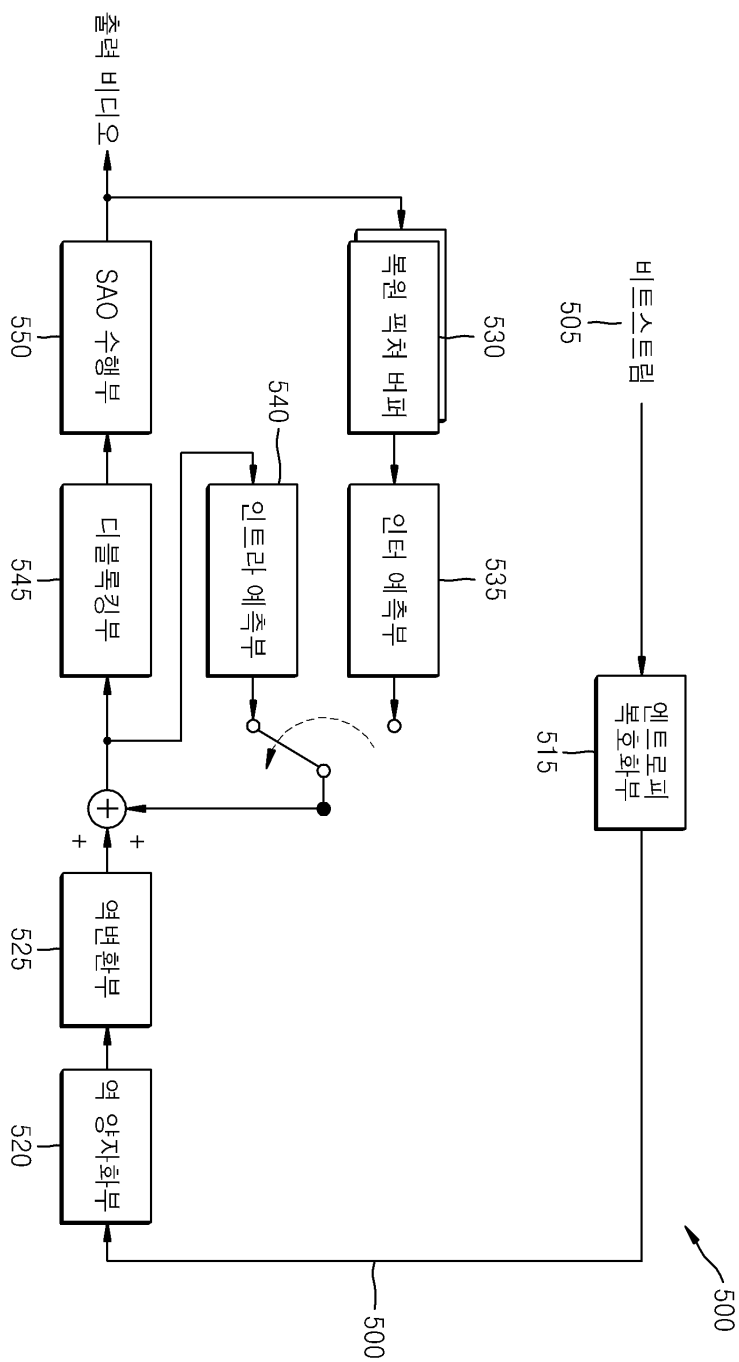 500
비트스트림
505
엔트로피
복호화부
515
530
535
복원 픽쳐 버퍼
인터 예측부
500
540
인트라 예측부
+
+
+
출력 비디오
SAO 수행부
디블록킹부
역변환부
역 양자화부
550
545
525
520